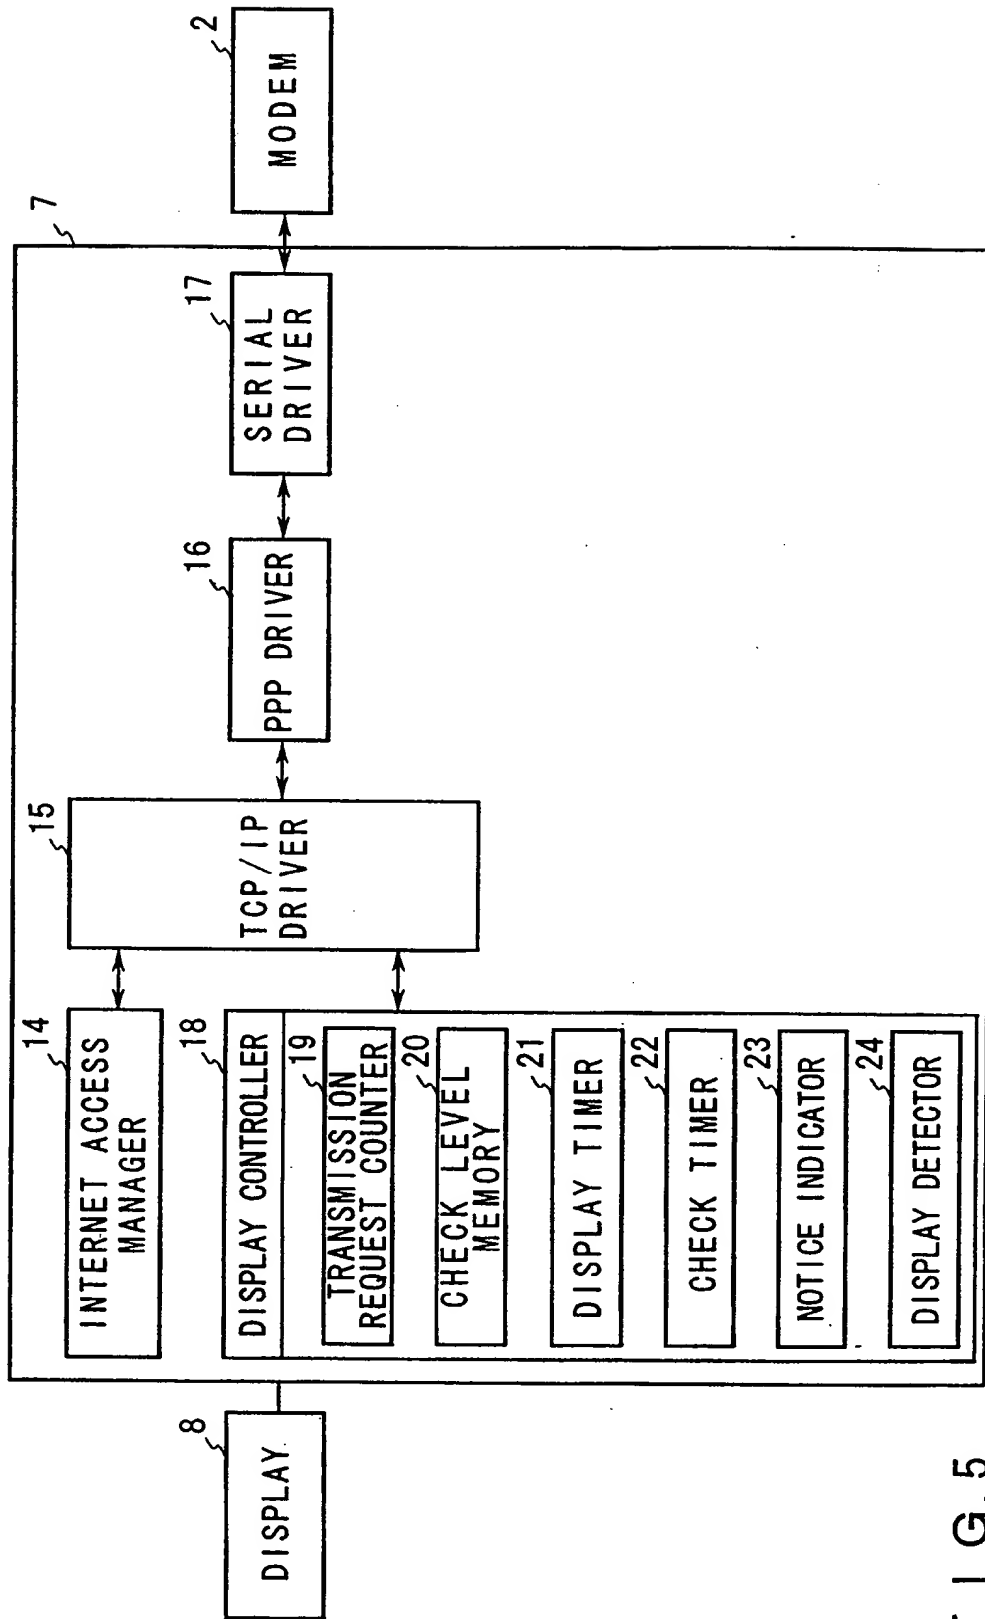 8
DISPLAY
7
14
INTERNET ACCESS
MANAGER
18
DISPLAY CONTROLLER
19
TRANSMISSION
REQUEST COUNTER
20
CHECK LEVEL
MEMORY
21
DISPLAY TIMER
22
CHECK TIMER
23
NOTICE INDICATOR
24
DISPLAY DETECTOR
15
TCP/IP
DRIVER
16
PPP DRIVER
17
SERIAL
DRIVER
2
MODEM
IG.5